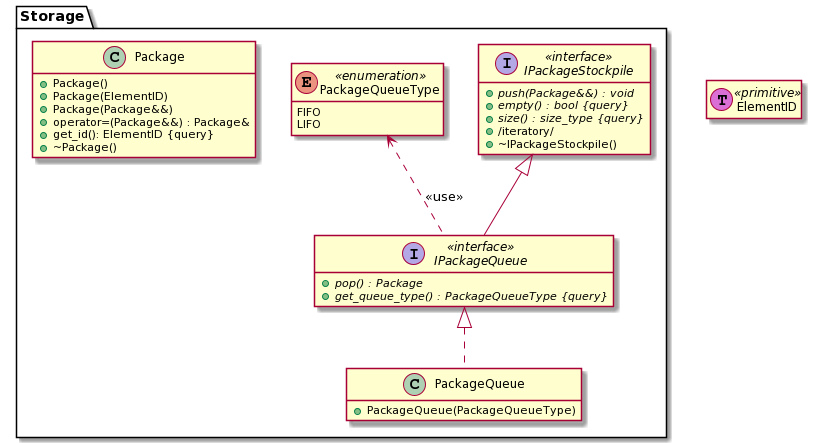 Storage
C Package
Package()
Package(ElementID)
Package(Package&&)
operator=(Package&&) : Package&
get_id(): ElementID {query}
~Package()
E «enumeration»
PackageQueueType
FIFO
LIFO
I «interface»
IPackageStockpile
push(Package&&) : void
empty() : bool {query}
size() : size_type {query}
/iteratory/
~IPackageStockpile()
T «primitive»
ElementID
«use»
I «interface»
IPackageQueue
pop() : Package
get_queue_type() : PackageQueueType {query}
C PackageQueue
PackageQueue(PackageQueueType)